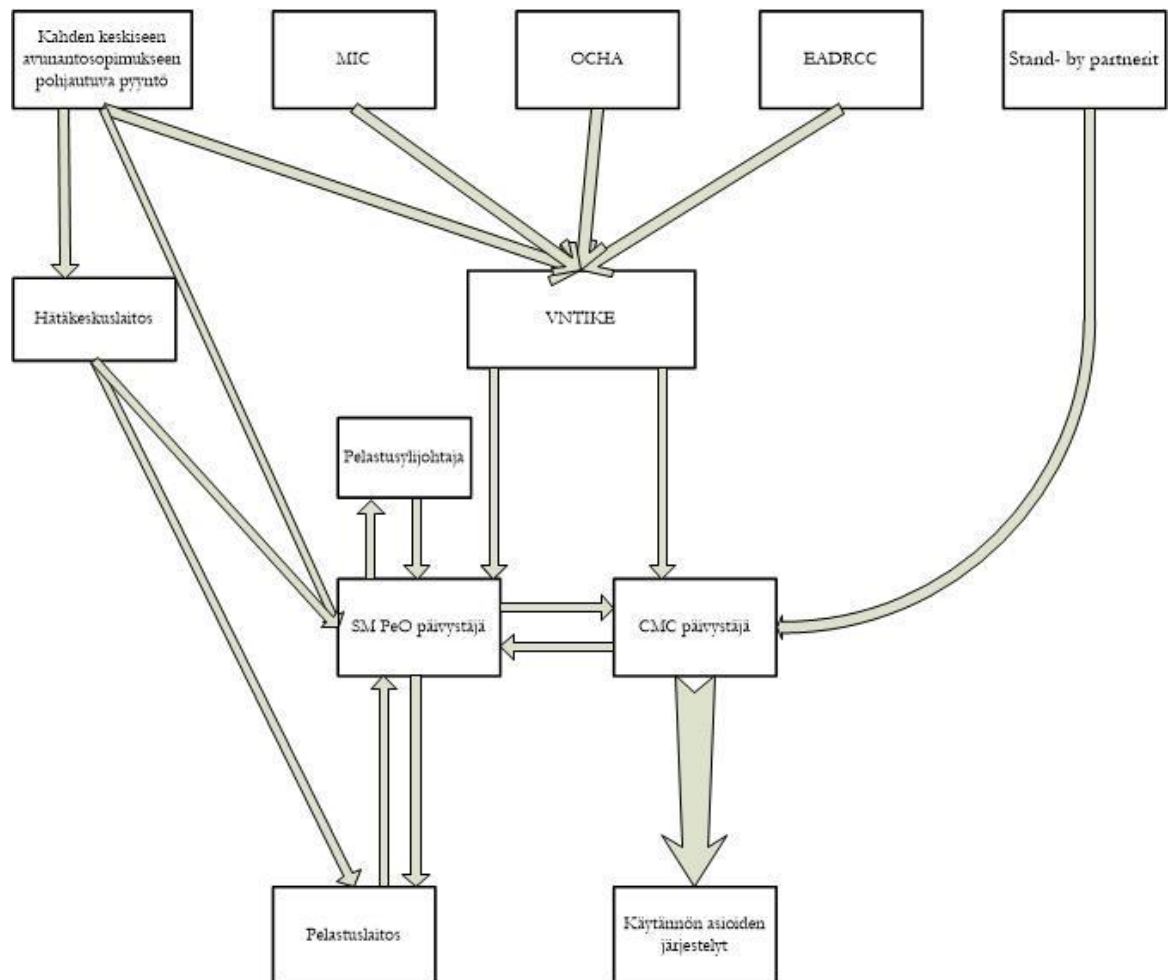 Kahden keskiseen
avunantosopimukseen
pohjautuva pyyntö
MIC
OCHA
EADRCC
Stand- by partnerit
Hätäkeskuslaitos
VNTIKE
Pelastusylijohtaja
SM PeO päivystäjä
CMC päivystäjä
Pelastuslaitos
Käytännön asioiden
järjestelyt